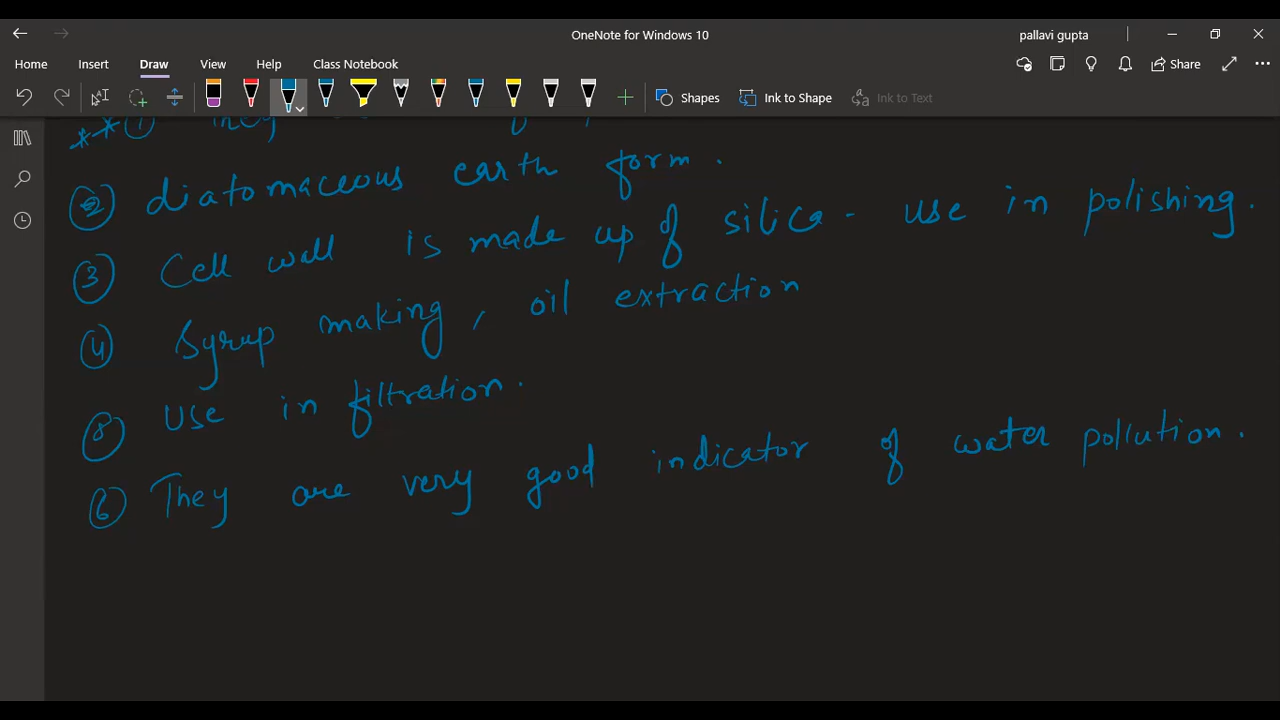 OneNote for Windows 10
pallavi gupta
Home Insert Draw View Help Class Notebook
Share
Shapes Ink to Shape Ink to Text
**①
② diatomaceous earth form.
③ Cell wall is made up of silica - use in polishing.
④ Syrup making, oil extraction
⑧ Use in filtration.
⑥ They are very good indicator of water pollution.